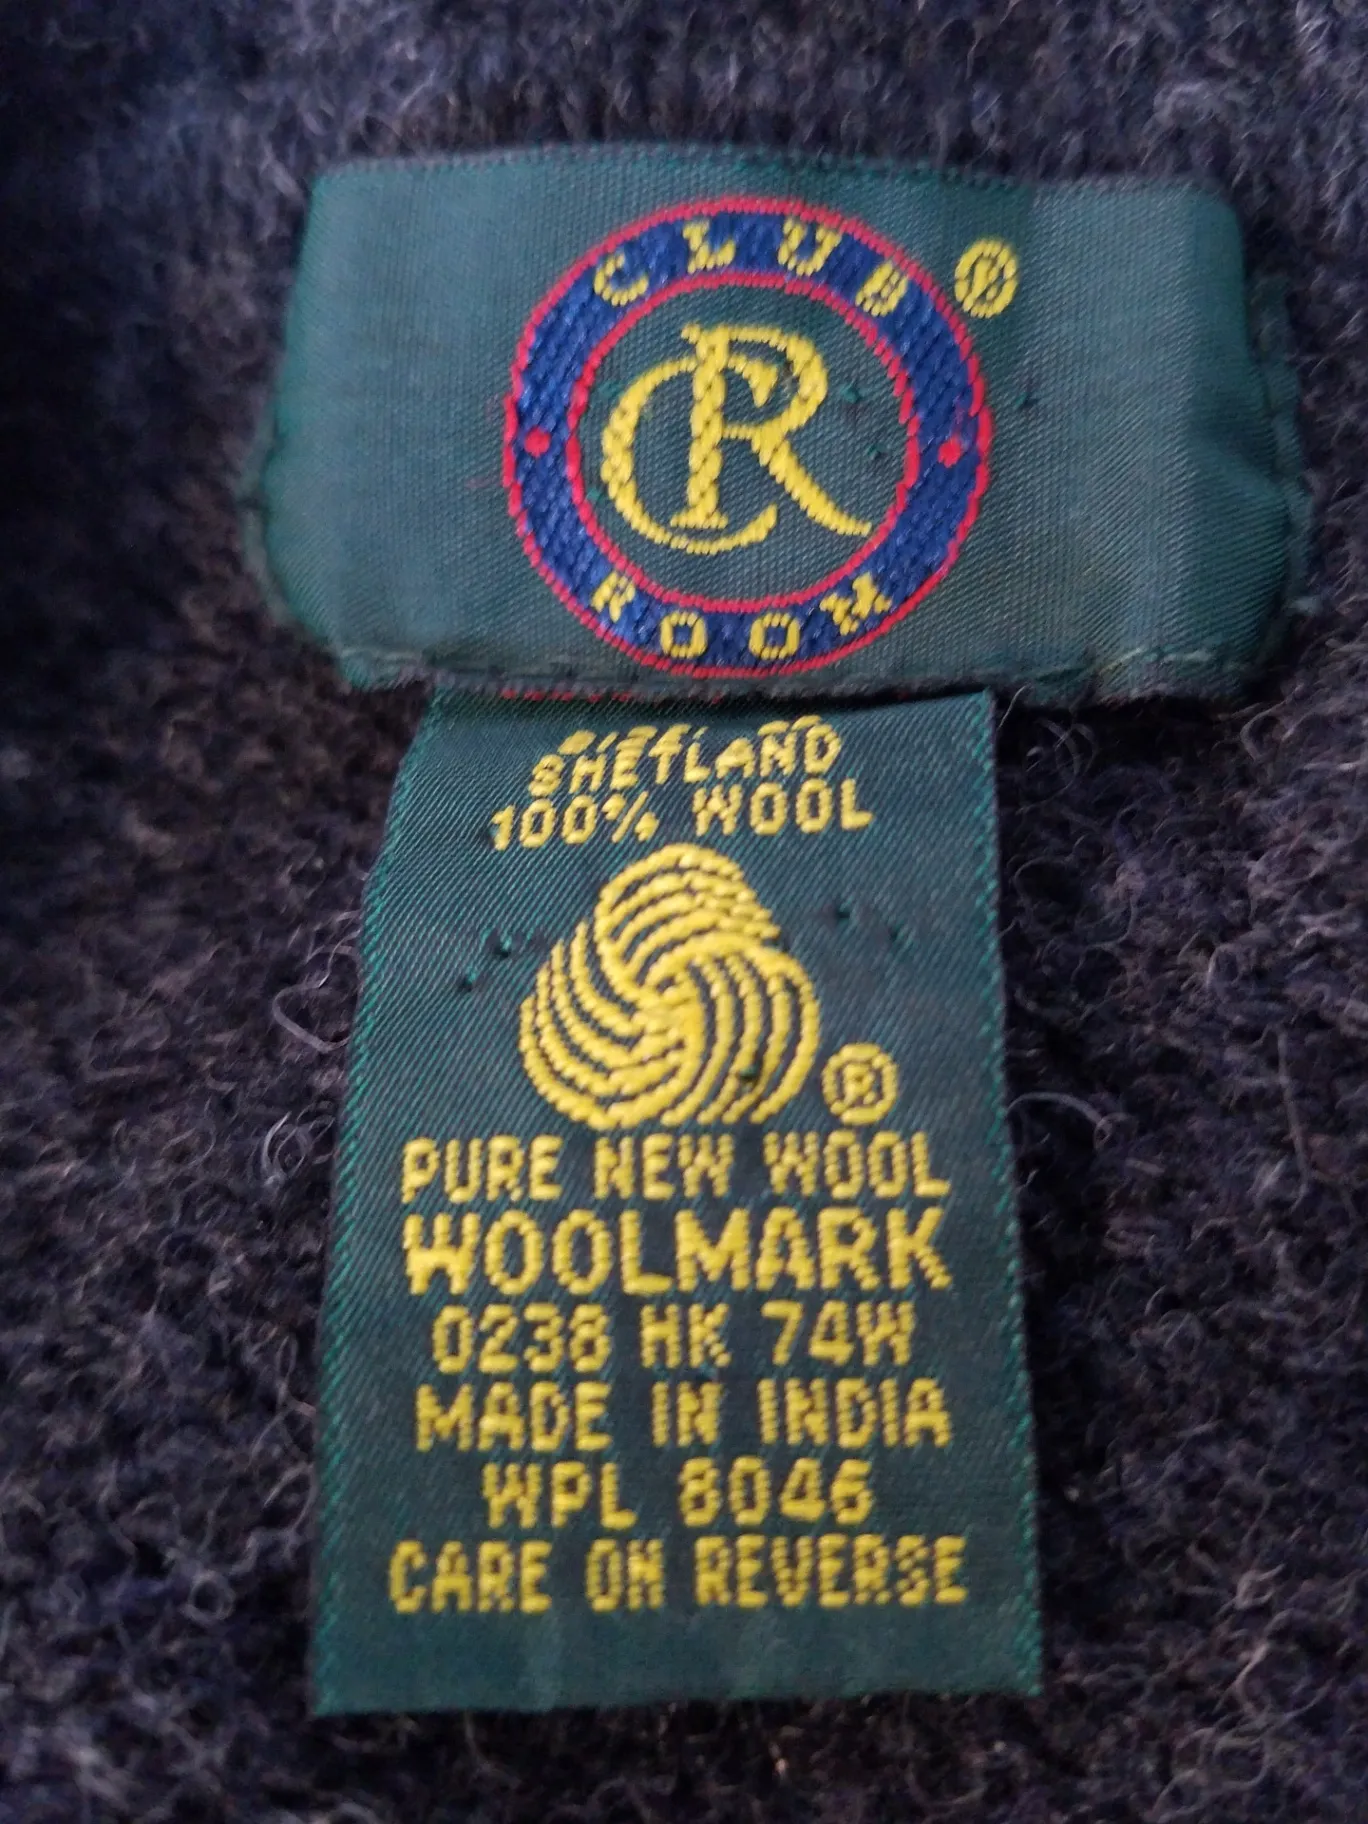 CLUB ®
CR
ROOM
SHETLAND
100% WOOL
®
PURE NEW WOOL
WOOLMARK
0238 HK 74W
MADE IN INDIA
WPL 8046
CARE ON REVERSE